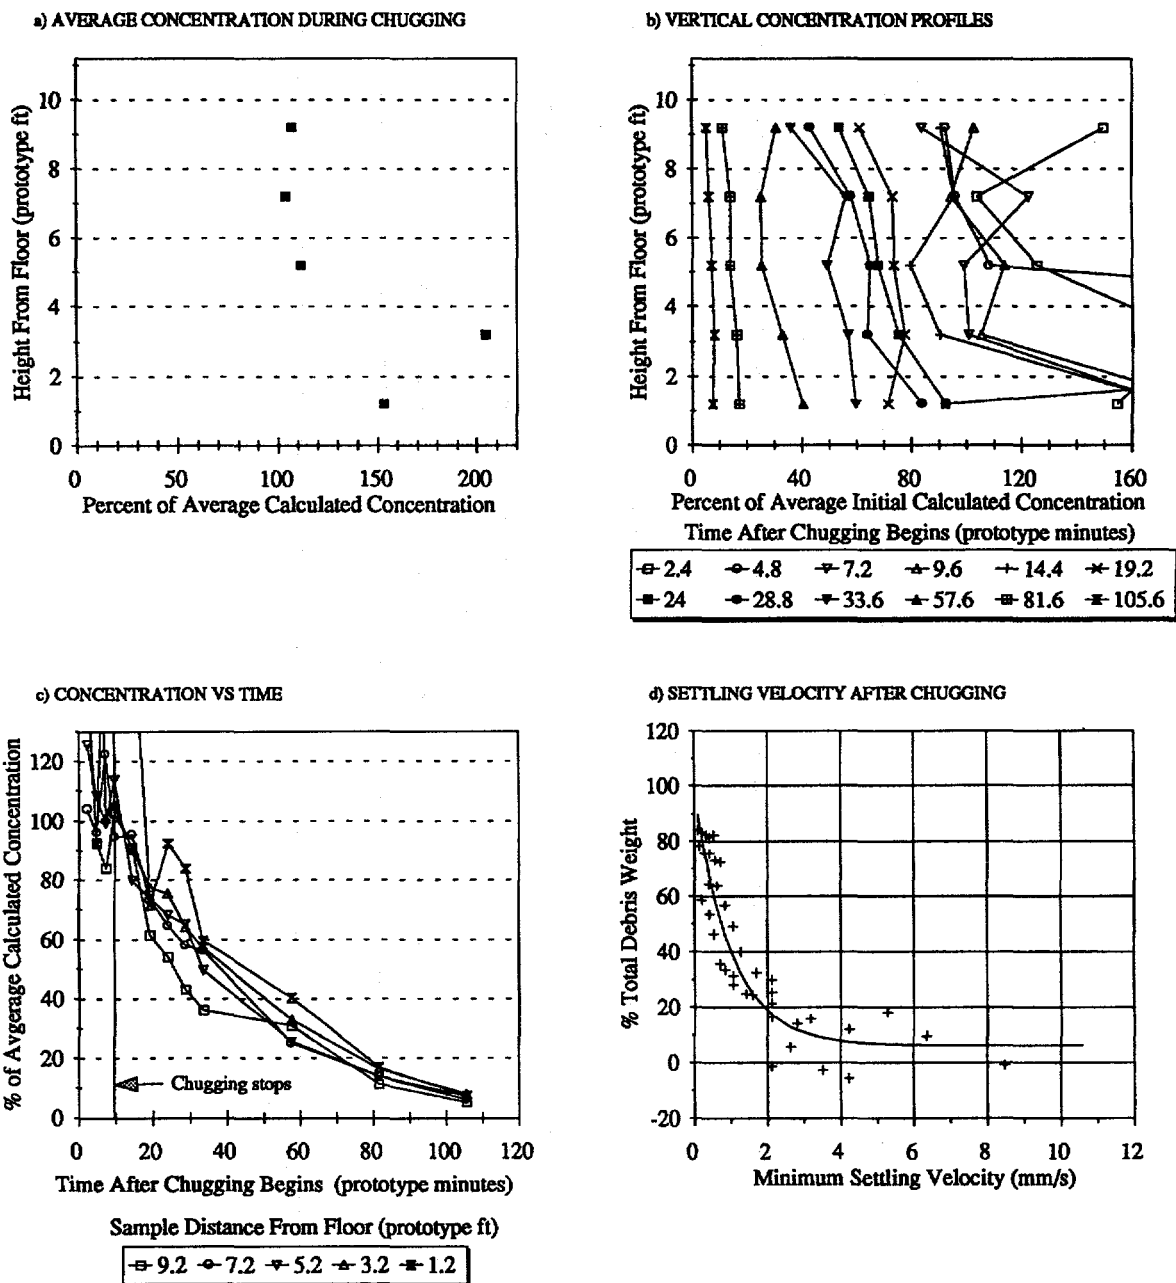 a) AVERAGE CONCENTRATION DURING CHUGGING
10
8
6
4
2
0
Height From Floor (prototype ft)
0 50 100 150 200
Percent of Average Calculated Concentration
b) VERTICAL CONCENTRATION PROFILES
10
8
6
4
2
0
Height From Floor (prototype ft)
0 40 80 120 160
Percent of Average Initial Calculated Concentration
Time After Chugging Begins (prototype minutes)
2.4 4.8 7.2 9.6 14.4 19.2
24 28.8 33.6 57.6 81.6 105.6
c) CONCENTRATION VS TIME
120
100
80
60
40
20
0
% of Avgerage Calculated Concentration
Chugging stops
0 20 40 60 80 100 120
Time After Chugging Begins (prototype minutes)
Sample Distance From Floor (prototype ft)
9.2 7.2 5.2 3.2 1.2
d) SETTLING VELOCITY AFTER CHUGGING
120
100
80
60
40
20
0
-20
% Total Debris Weight
0 2 4 6 8 10 12
Minimum Settling Velocity (mm/s)